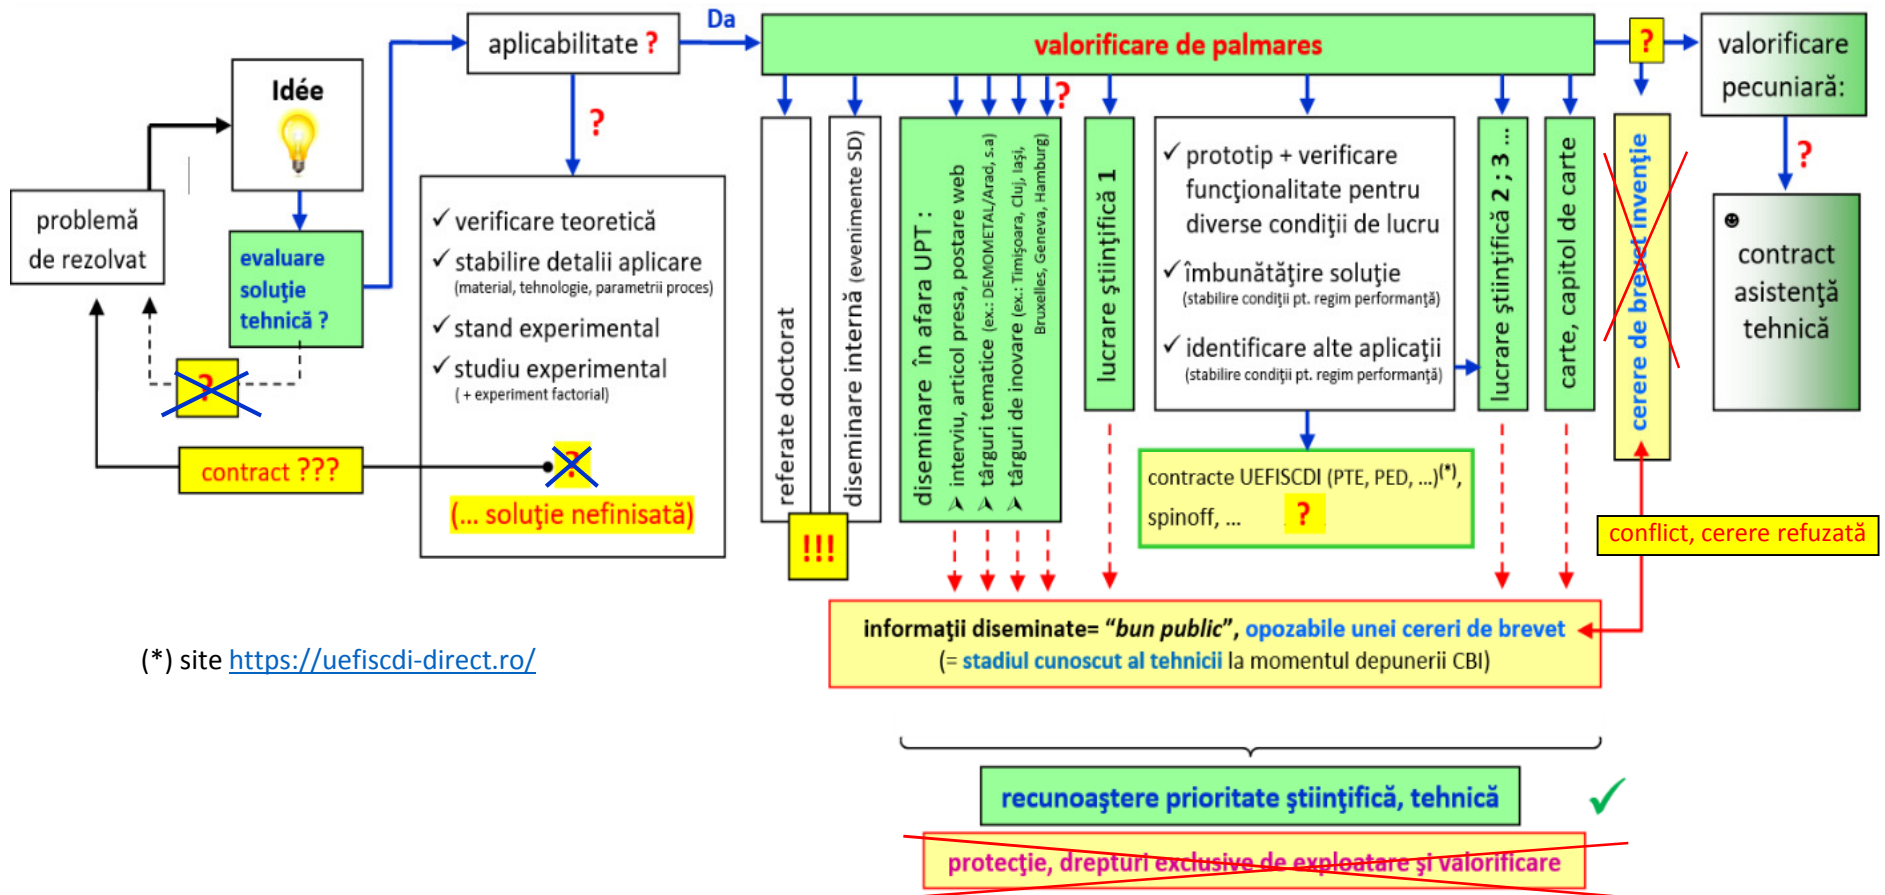 problemă
de rezolvat
Idée
evaluare
soluţie
tehnică ?
?
contract ???
aplicabilitate ?
Da
?
✓ verificare teoretică
✓ stabilire detalii aplicare
(material, tehnologie, parametrii proces)
✓ stand experimental
✓ studiu experimental
( + experiment factorial)
?
(... soluţie nefinisată)
valorificare de palmares
referate doctorat
diseminare internă (evenimente SD)
!!!
diseminare în afara UPT :
➢ interviu, articol presa, postare web
➢ târguri tematice (ex.: DEMOMETAL/Arad, s.a)
➢ târguri de inovare (ex.: Timişoara, Cluj, Iaşi,
Bruxelles, Geneva, Hamburg)
?
lucrare ştiinţifică 1
✓ prototip + verificare
funcţionalitate pentru
diverse condiţii de lucru
✓ îmbunătăţire soluţie
(stabilire condiţii pt. regim performanţă)
✓ identificare alte aplicaţii
(stabilire condiţii pt. regim performanţă)
contracte UEFISCDI (PTE, PED, ...)(*),
spinoff, ... ?
lucrare ştiinţifică 2 ; 3 ...
carte, capitol de carte
?
cerere de brevet invenţie
valorificare
pecuniară:
?
☻
contract
asistenţă
tehnică
conflict, cerere refuzată
informaţii diseminate= “bun public”, opozabile unei cereri de brevet
(= stadiul cunoscut al tehnicii la momentul depunerii CBI)
(*) site https://uefiscdi-direct.ro/
recunoaştere prioritate ştiinţifică, tehnică
✓
protecţie, drepturi exclusive de exploatare şi valorificare